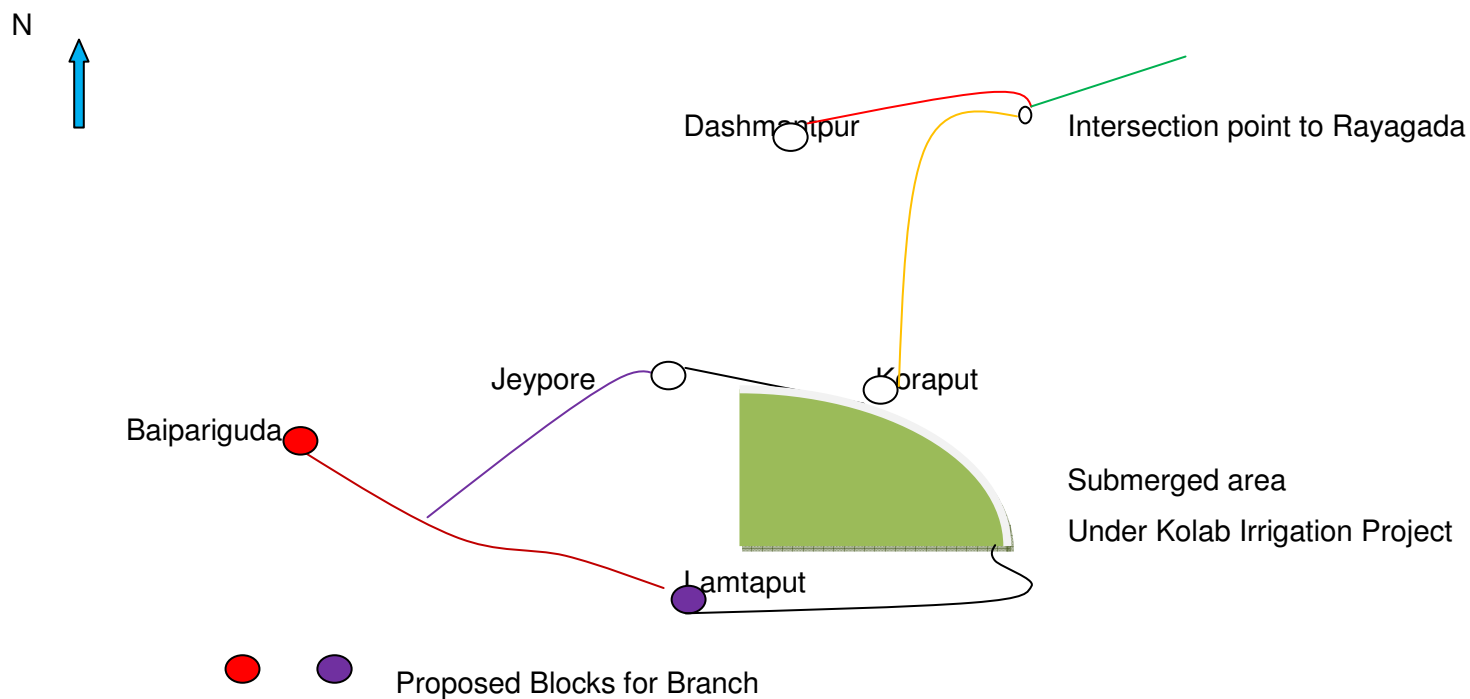 N
Dashmantpur
Intersection point to Rayagada
Jeypore
Koraput
Baipariguda
Submerged area
Under Kolab Irrigation Project
Lamtaput
Proposed Blocks for Branch